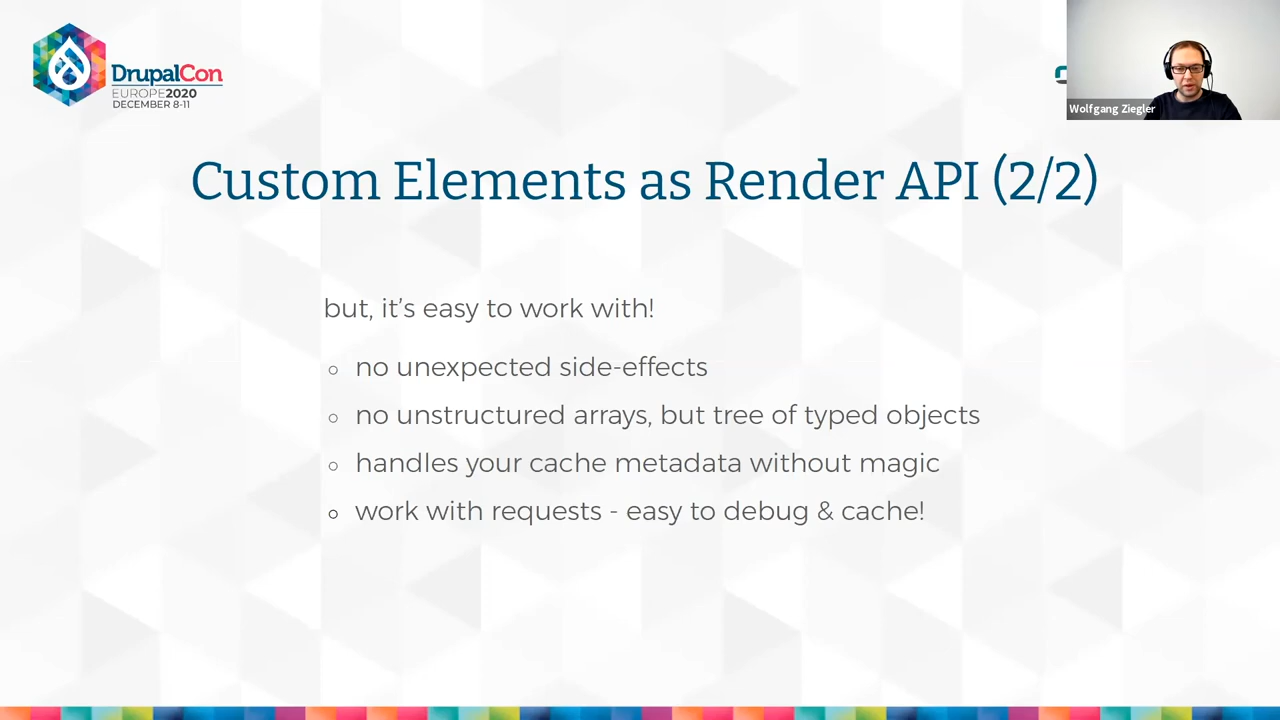 DrupalCon
EUROPE2020
DECEMBER 8-11
Wolfgang Ziegler
Custom Elements as Render API (2/2)
but, it's easy to work with!
no unexpected side-effects
no unstructured arrays, but tree of typed objects
handles your cache metadata without magic
work with requests - easy to debug & cache!